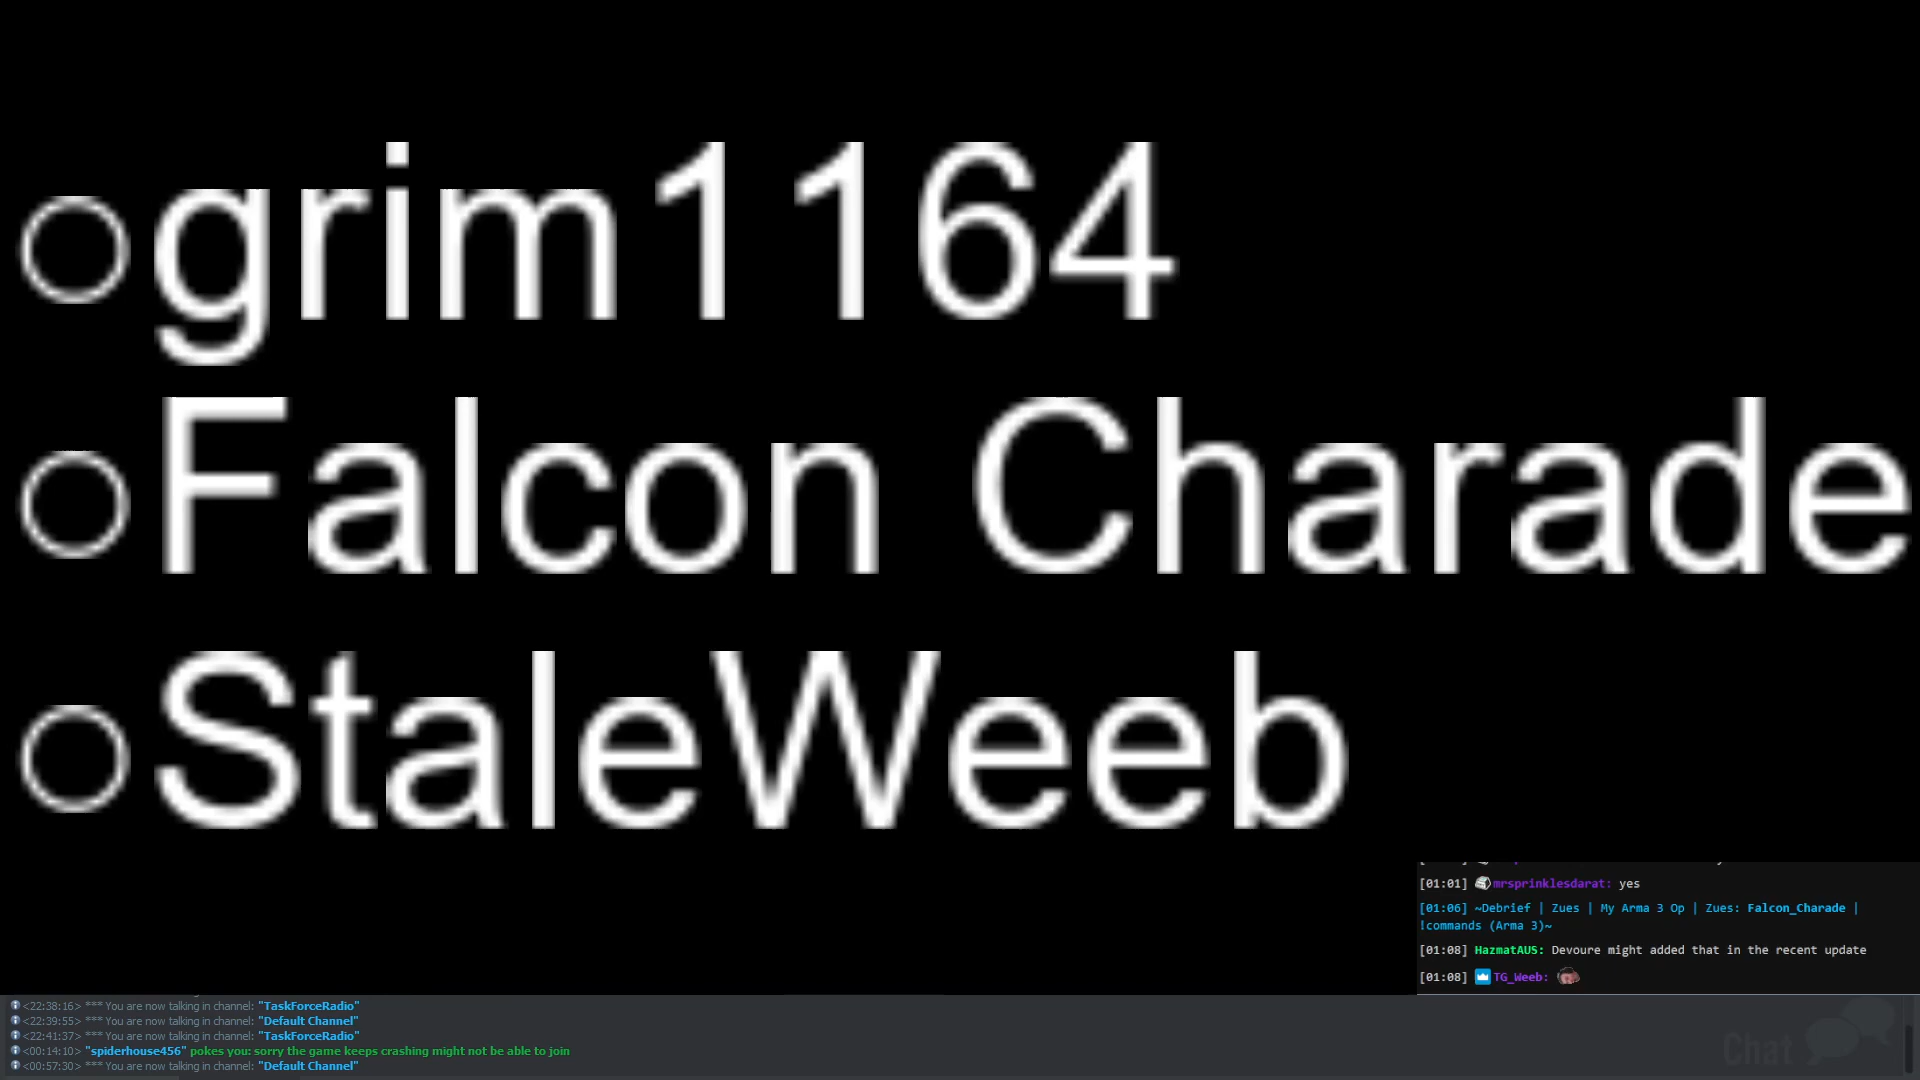 grim1164
Falcon Charade
StaleWeeb
[01:01] mrsprinklesdarat: yes
[01:06] ~Debrief | Zues | My Arma 3 Op | Zues: Falcon_Charade |
!commands (Arma 3)~
[01:08] HazmatAUS: Devoure might added that in the recent update
[01:08] TG_Weeb:
<22:38:16> *** You are now talking in channel: "TaskForceRadio"
<22:39:55> *** You are now talking in channel: "Default Channel"
<22:41:37> *** You are now talking in channel: "TaskForceRadio"
<00:14:10> "spiderhouse456" pokes you: sorry the game keeps crashing might not be able to join
<00:57:30> *** You are now talking in channel: "Default Channel"
Chat